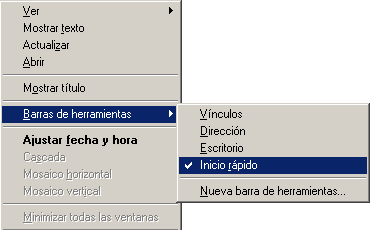 Ver
Mostrar texto
Actualizar
Abrir
Mostrar título
Barras de herramientas
Ajustar fecha y hora
Cascada
Mosaico horizontal
Mosaico vertical
Minimizar todas las ventanas
Vínculos
Dirección
Escritorio
Inicio rápido
Nueva barra de herramientas...